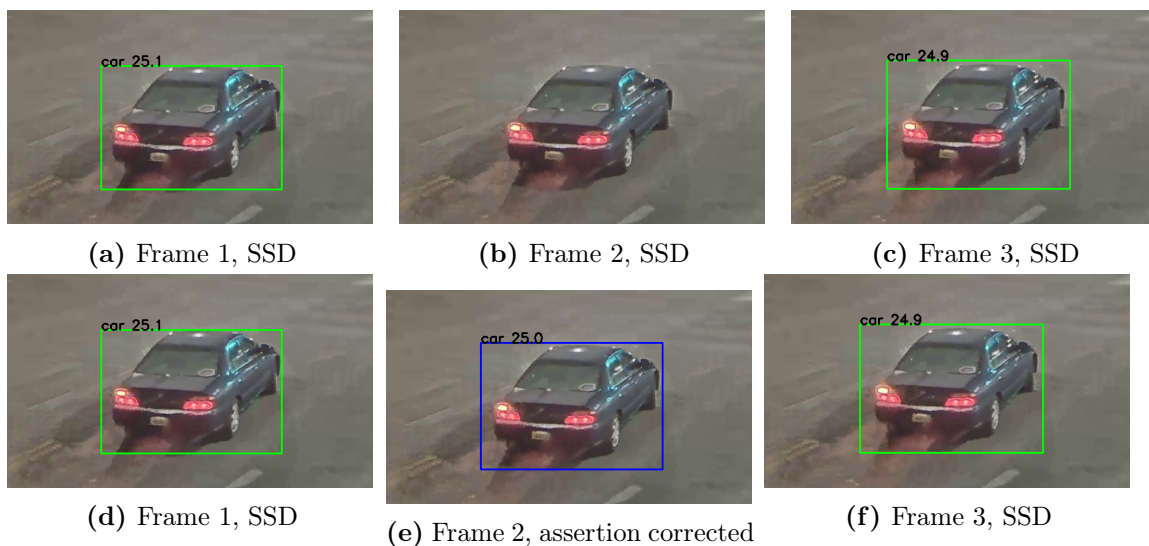 car 25.1
car 24.9
(a) Frame 1, SSD
(b) Frame 2, SSD
(c) Frame 3, SSD
car 25.1
car 25.0
car 24.9
(d) Frame 1, SSD
(e) Frame 2, assertion corrected
(f) Frame 3, SSD